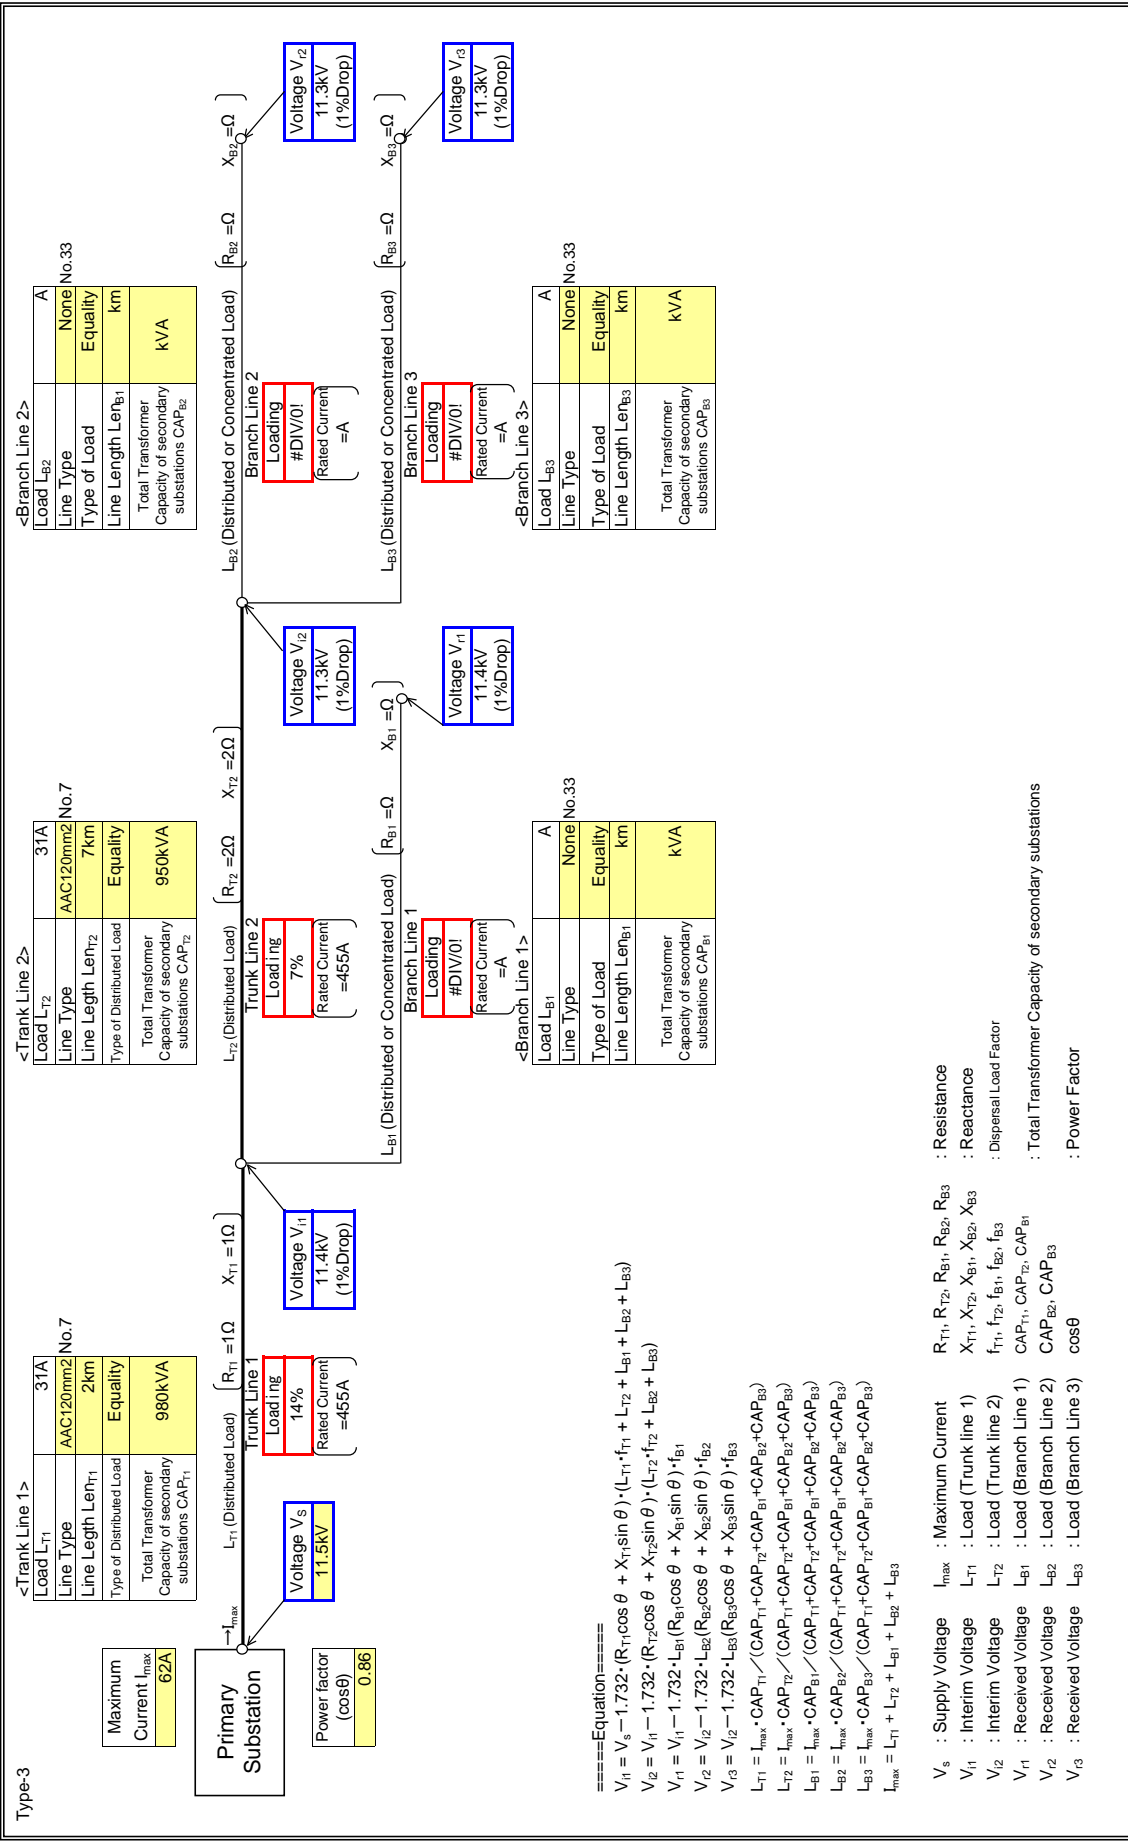 Type-3
Maximum
Current Imax
62A
Primary
Substation
Power factor
(cosθ)
0.86
→Imax
Voltage VS
11.5kV
<Trank Line 1>
Load LT1 31A
Line Type AAC120mm2 No.7
Line Legth LenT1 2km
Type of Distributed Load Equality
Total Transformer
Capacity of secondary
substations CAPT1
980kVA
LT1 (Distributed Load) RT1 =1Ω XT1 =1Ω
Trunk Line 1
Loading
14%
Rated Current
=455A
Voltage Vi1
11.4kV
(1%Drop)
<Trank Line 2>
Load LT2 31A
Line Type AAC120mm2 No.7
Line Legth LenT2 7km
Type of Distributed Load Equality
Total Transformer
Capacity of secondary
substations CAPT2
950kVA
LT2 (Distributed Load) RT2 =2Ω XT2 =2Ω
Trunk Line 2
Loading
7%
Rated Current
=455A
Voltage Vi2
11.3kV
(1%Drop)
LB1 (Distributed or Concentrated Load) RB1 =Ω XB1 =Ω
Branch Line 1
Loading
#DIV/0!
Rated Current
=A
Voltage Vr1
11.4kV
(1%Drop)
<Branch Line 1>
Load LB1 A
Line Type None No.33
Type of Load Equality
Line Length LenB1 km
Total Transformer
Capacity of secondary
substations CAPB1
kVA
<Branch Line 2>
Load LB2 A
Line Type None No.33
Type of Load Equality
Line Length LenB1 km
Total Transformer
Capacity of secondary
substations CAPB2
kVA
LB2 (Distributed or Concentrated Load) RB2 =Ω XB2 =Ω
Branch Line 2
Loading
#DIV/0!
Rated Current
=A
Voltage Vr2
11.3kV
(1%Drop)
LB3 (Distributed or Concentrated Load) RB3 =Ω XB3 =Ω
Branch Line 3
Loading
#DIV/0!
Rated Current
=A
Voltage Vr3
11.3kV
(1%Drop)
<Branch Line 3>
Load LB3 A
Line Type None No.33
Type of Load Equality
Line Length LenB3 km
Total Transformer
Capacity of secondary
substations CAPB3
kVA
=====Equation=====
Vi1 = Vs−1.732・(RT1cos θ + XT1sin θ)・(LT1・fT1 + LT2 + LB1 + LB2 + LB3)
Vi2 = Vi1−1.732・(RT2cos θ + XT2sin θ)・(LT2・fT2 + LB2 + LB3)
Vr1 = Vi1−1.732・LB1(RB1cos θ + XB1sin θ)・fB1
Vr2 = Vi2−1.732・LB2(RB2cos θ + XB2sin θ)・fB2
Vr3 = Vi2−1.732・LB3(RB3cos θ + XB3sin θ)・fB3
LT1 = Imax・CAPT1／(CAPT1+CAPT2+CAPB1+CAPB2+CAPB3)
LT2 = Imax・CAPT2／(CAPT1+CAPT2+CAPB1+CAPB2+CAPB3)
LB1 = Imax・CAPB1／(CAPT1+CAPT2+CAPB1+CAPB2+CAPB3)
LB2 = Imax・CAPB2／(CAPT1+CAPT2+CAPB1+CAPB2+CAPB3)
LB3 = Imax・CAPB3／(CAPT1+CAPT2+CAPB1+CAPB2+CAPB3)
Imax = LT1 + LT2 + LB1 + LB2 + LB3
Vs : Supply Voltage Imax : Maximum Current RT1, RT2, RB1, RB2, RB3 : Resistance
Vi1 : Interim Voltage LT1 : Load (Trunk line 1) XT1, XT2, XB1, XB2, XB3 : Reactance
Vi2 : Interim Voltage LT2 : Load (Trunk line 2) fT1, fT2, fB1, fB2, fB3 : Dispersal Load Factor
Vr1 : Received Voltage LB1 : Load (Branch Line 1) CAPT1, CAPT2, CAPB1 : Total Transformer Capacity of secondary substations
Vr2 : Received Voltage LB2 : Load (Branch Line 2) CAPB2, CAPB3
Vr3 : Received Voltage LB3 : Load (Branch Line 3) cosθ : Power Factor